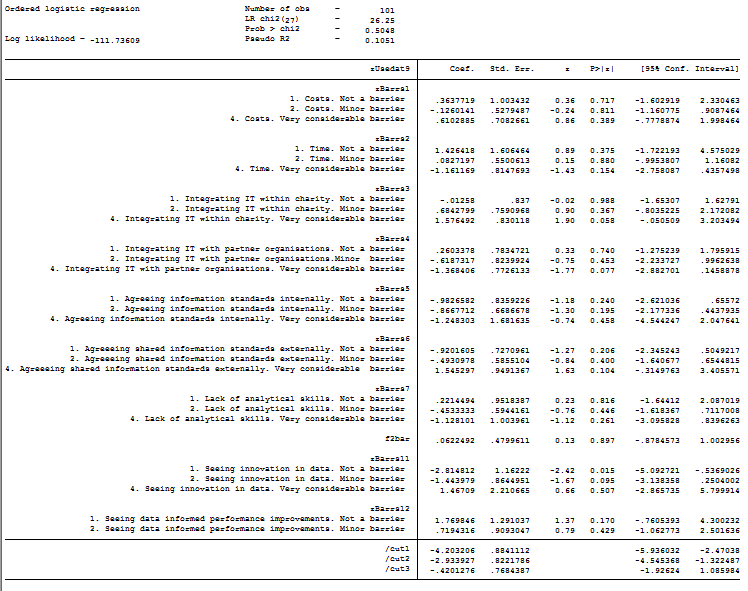 Ordered logistic regression Number of obs = 101
LR chi2(27) = 26.25
Prob > chi2 = 0.5048
Log likelihood = -111.73609 Pseudo R2 = 0.1051
zUsedat9 Coef. Std. Err. z P>|z| [95% Conf. Interval]
zBarrs1
1. Costs. Not a barrier .3637719 1.003432 0.36 0.717 -1.602919 2.330463
2. Costs. Minor barrier -.1260141 .5279487 -0.24 0.811 -1.160775 .9087464
4. Costs. Very considerable barrier .6102885 .7082661 0.86 0.389 -.7778874 1.998464
zBarrs2
1. Time. Not a barrier 1.426418 1.606464 0.89 0.375 -1.722193 4.575029
2. Time. Minor barrier .0827197 .5500613 0.15 0.880 -.9953807 1.16082
4. Time. Very considerable barrier -1.161169 .8147693 -1.43 0.154 -2.758087 .4357498
zBarrs3
1. Integrating IT within charity. Not a barrier -.01258 .837 -0.02 0.988 -1.65307 1.62791
2. Integrating IT within charity. Minor barrier .6842799 .7590968 0.90 0.367 -.8035225 2.172082
4. Integrating IT within charity. Very considerable barrier 1.576492 .830118 1.90 0.058 -.050509 3.203494
zBarrs4
1. Integrating IT with partner organisations. Not a barrier .2603378 .7834721 0.33 0.740 -1.275239 1.795915
2. Integrating IT with partner organisations.Minor barrier -.6187317 .8239924 -0.75 0.453 -2.233727 .9962638
4. Integrating IT with partner organisations. Very considerable barrier -1.368406 .7726133 -1.77 0.077 -2.882701 .1458878
zBarrs5
1. Agreeing information standards internally. Not a barrier -.9826582 .8359226 -1.18 0.240 -2.621036 .65572
2. Agreeing information standards internally. Minor barrier -.8667712 .6686678 -1.30 0.195 -2.177336 .4437935
4. Agreeing information standards internally. Very considerable barrier -1.248303 1.681635 -0.74 0.458 -4.544247 2.047641
zBarrs6
1. Agreeeing shared information standards externally. Not a barrier -.9201605 .7270961 -1.27 0.206 -2.345243 .5049217
2. Agreeeing shared information standards externally. Minor barrier -.4930978 .5855104 -0.84 0.400 -1.640677 .6544815
4. Agreeeing shared information standards externally. Very considerable barrier 1.545297 .9491367 1.63 0.104 -.3149763 3.405571
zBarrs7
1. Lack of analytical skills. Not a barrier .2214494 .9518387 0.23 0.816 -1.64412 2.087019
2. Lack of analytical skills. Minor barrier -.4533333 .5944161 -0.76 0.446 -1.618367 .7117008
4. Lack of analytical skills. Very considerable barrier -1.128101 1.003961 -1.12 0.261 -3.095828 .8396263
f2bar .0622492 .4799611 0.13 0.897 -.8784573 1.002956
zBarrs11
1. Seeing innovation in data. Not a barrier -2.814812 1.16222 -2.42 0.015 -5.092721 -.5369026
2. Seeing innovation in data. Minor barrier -1.443979 .8644951 -1.67 0.095 -3.138358 .2504002
4. Seeing innovation in data. Very considerable barrier 1.46709 2.210665 0.66 0.507 -2.865735 5.799914
zBarrs12
1. Seeing data informed performance improvements. Not a barrier 1.769846 1.291037 1.37 0.170 -.7605393 4.300232
2. Seeing data informed performance improvements. Minor barrier .7194316 .9093047 0.79 0.429 -1.062773 2.501636
/cut1 -4.203206 .8841112 -5.936032 -2.47038
/cut2 -2.933927 .8221786 -4.545368 -1.322487
/cut3 -.4201276 .7684387 -1.92624 1.085984